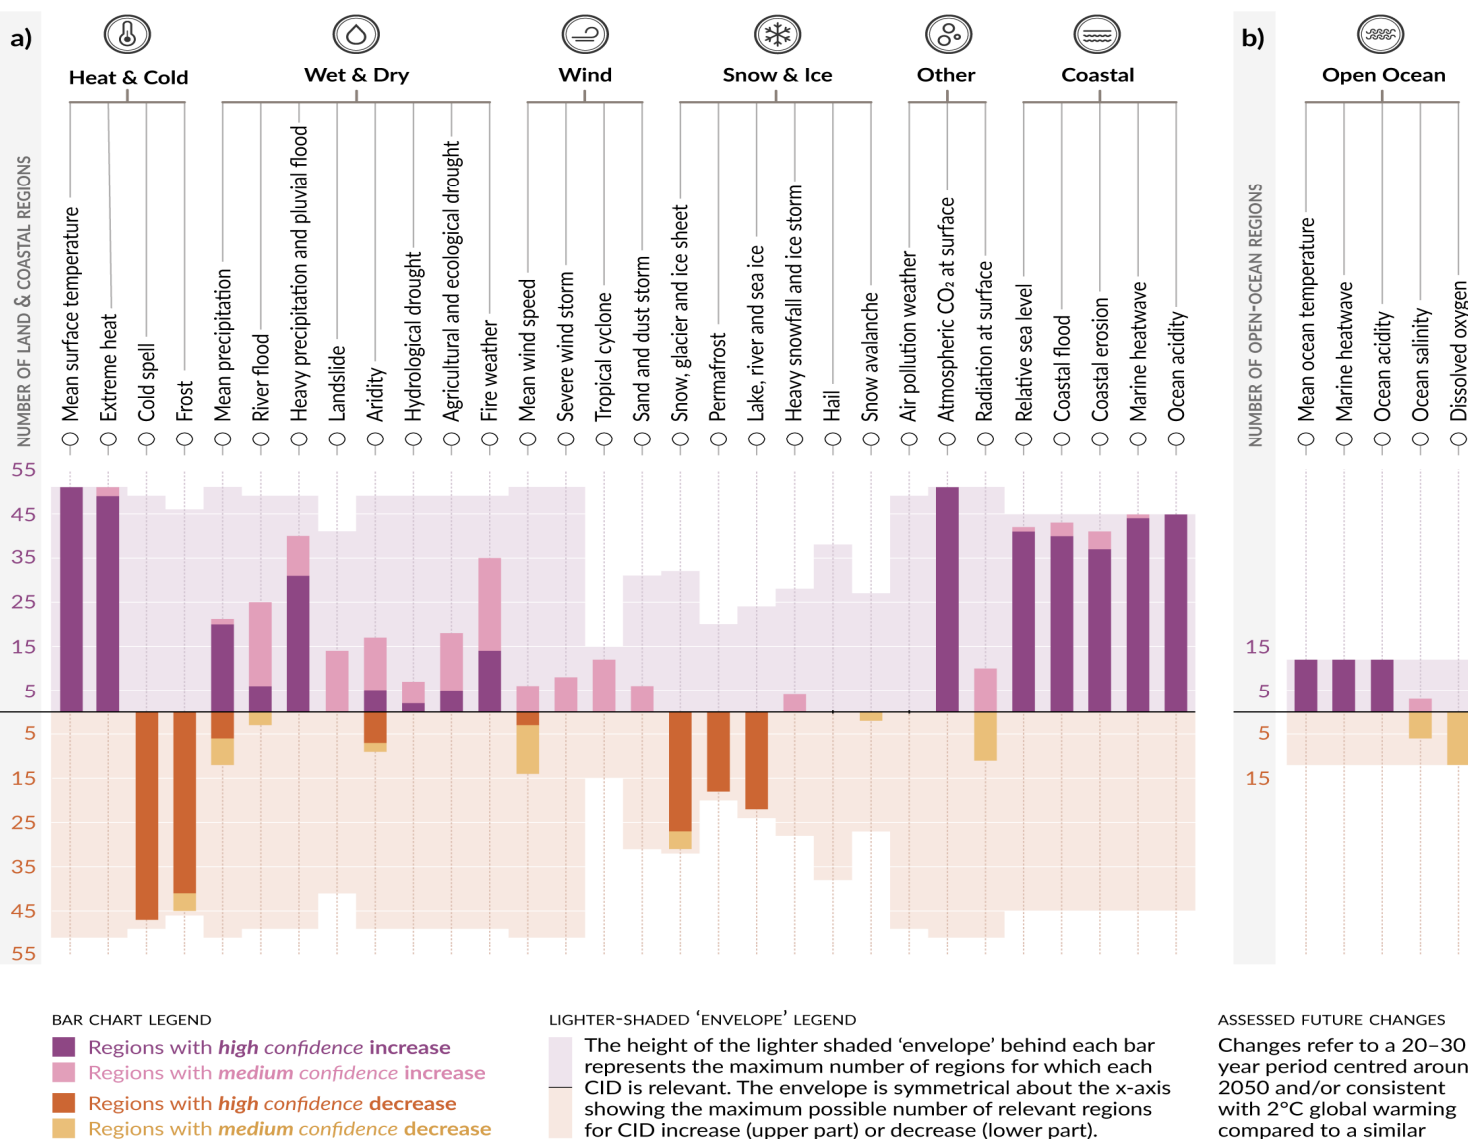 a)
Heat & Cold
Wet & Dry
Wind
Snow & Ice
Other
Coastal
b)
Open Ocean
NUMBER OF LAND & COASTAL REGIONS
Mean surface temperature
Extreme heat
Cold spell
Frost
Mean precipitation
River flood
Heavy precipitation and pluvial flood
Landslide
Aridity
Hydrological drought
Agricultural and ecological drought
Fire weather
Mean wind speed
Severe wind storm
Tropical cyclone
Sand and dust storm
Snow, glacier and ice sheet
Permafrost
Lake, river and sea ice
Heavy snowfall and ice storm
Hail
Snow avalanche
Air pollution weather
Atmospheric CO₂ at surface
Radiation at surface
Relative sea level
Coastal flood
Coastal erosion
Marine heatwave
Ocean acidity
NUMBER OF OPEN-OCEAN REGIONS
Mean ocean temperature
Marine heatwave
Ocean acidity
Ocean salinity
Dissolved oxygen
55
45
35
25
15
5
5
15
25
35
45
55
15
5
5
15
BAR CHART LEGEND
Regions with high confidence increase
Regions with medium confidence increase
Regions with high confidence decrease
Regions with medium confidence decrease
LIGHTER-SHADED ‘ENVELOPE’ LEGEND
The height of the lighter shaded ‘envelope’ behind each bar
represents the maximum number of regions for which each
CID is relevant. The envelope is symmetrical about the x-axis
showing the maximum possible number of relevant regions
for CID increase (upper part) or decrease (lower part).
ASSESSED FUTURE CHANGES
Changes refer to a 20–30
year period centred aroun
2050 and/or consistent
with 2°C global warming
compared to a similar